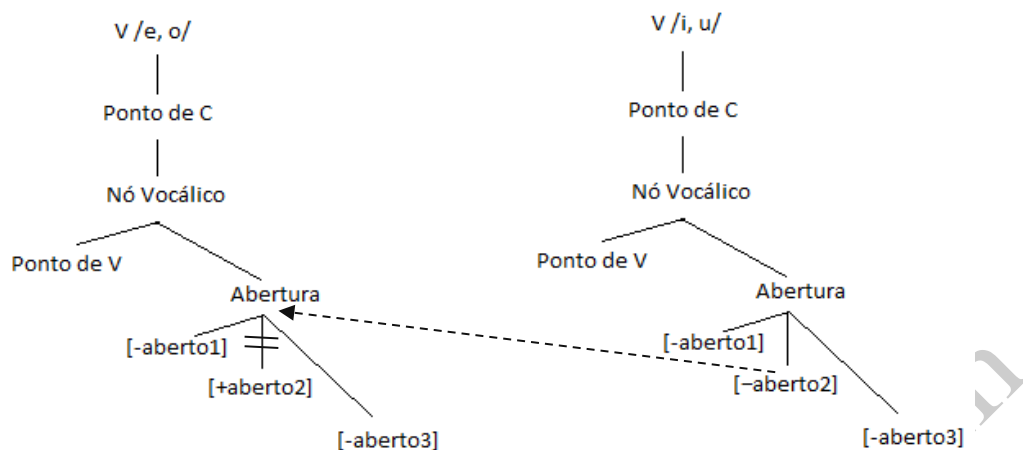 V /e, o/
Ponto de C
Nó Vocálico
Ponto de V
Abertura
[-aberto1]
[+aberto2]
[-aberto3]
V /i, u/
Ponto de C
Nó Vocálico
Ponto de V
Abertura
[-aberto1]
[–aberto2]
[-aberto3]